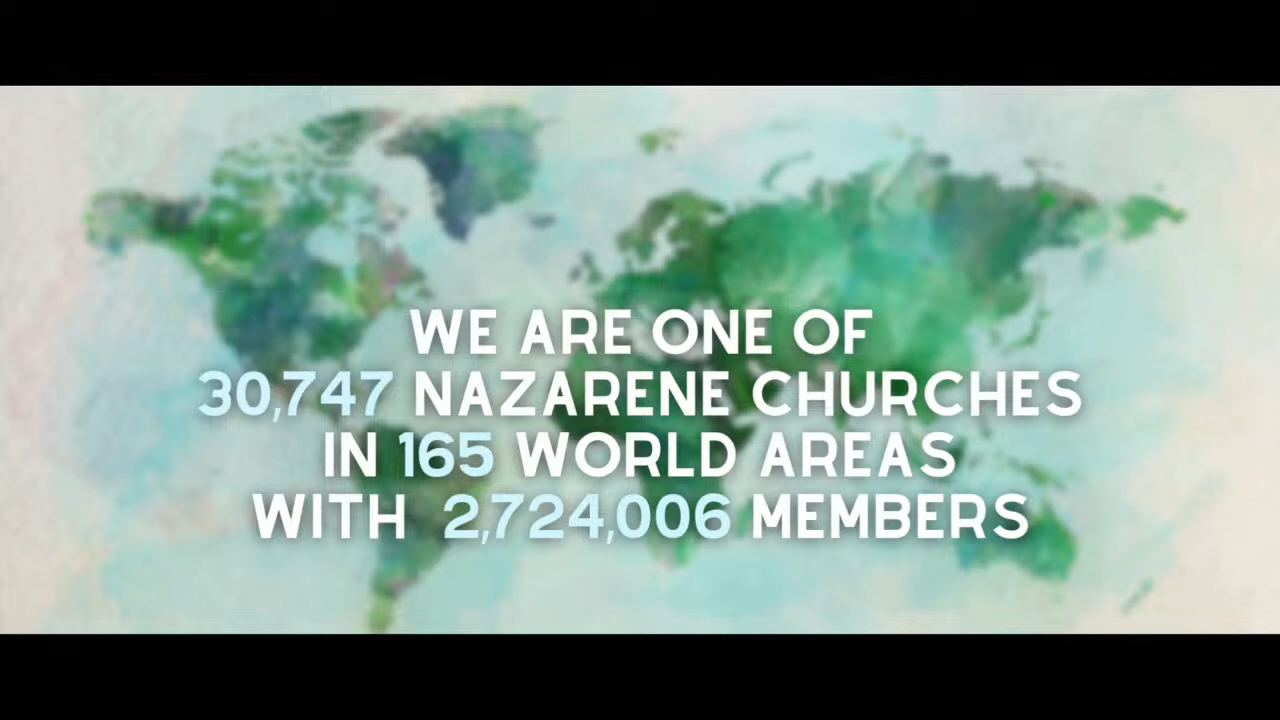 WE ARE ONE OF
30,747 NAZARENE CHURCHES
IN 165 WORLD AREAS
WITH 2,724,006 MEMBERS